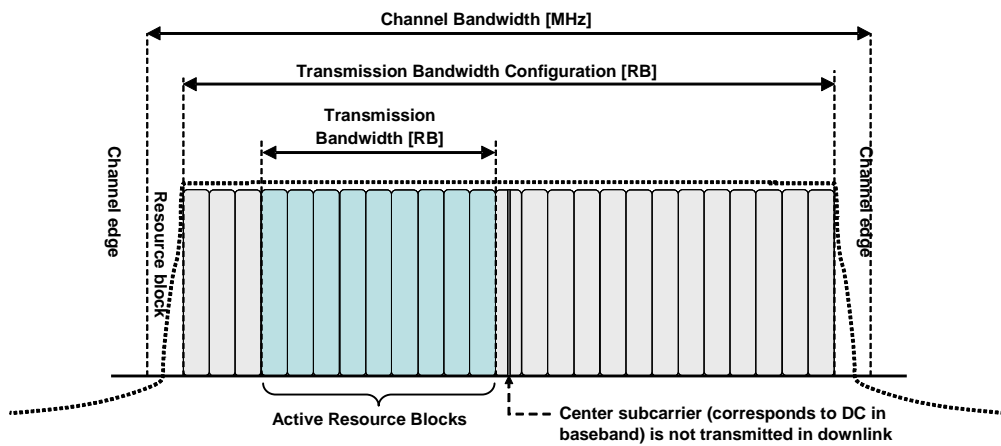 Channel Bandwidth [MHz]
Transmission Bandwidth Configuration [RB]
Transmission
Bandwidth [RB]
Channel edge
Resource block
Channel edge
Active Resource Blocks
Center subcarrier (corresponds to DC in
baseband) is not transmitted in downlink